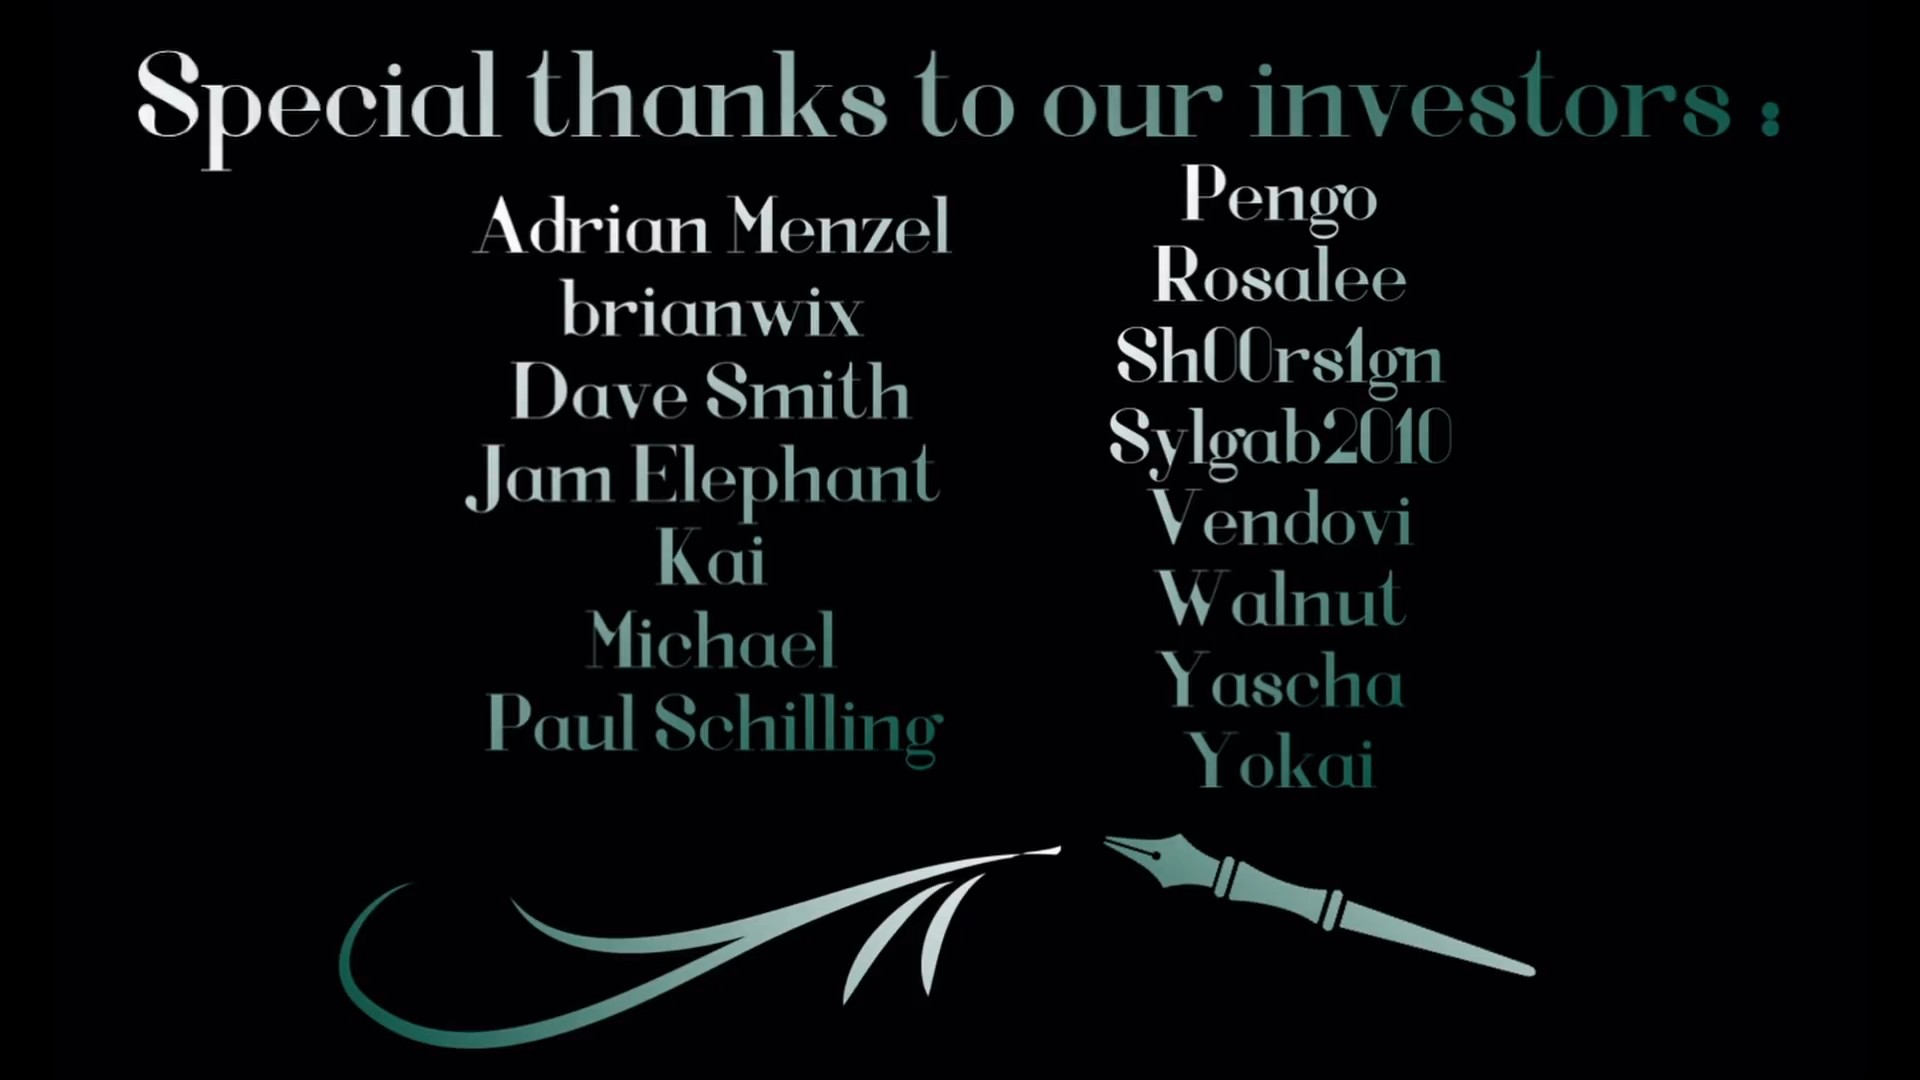 Special thanks to our investors :
Adrian Menzel
brianwix
Dave Smith
Jam Elephant
Kai
Michael
Paul Schilling
Pengo
Rosalee
Sh00rs1gn
Sylgab2010
Vendovi
Walnut
Yascha
Yokai